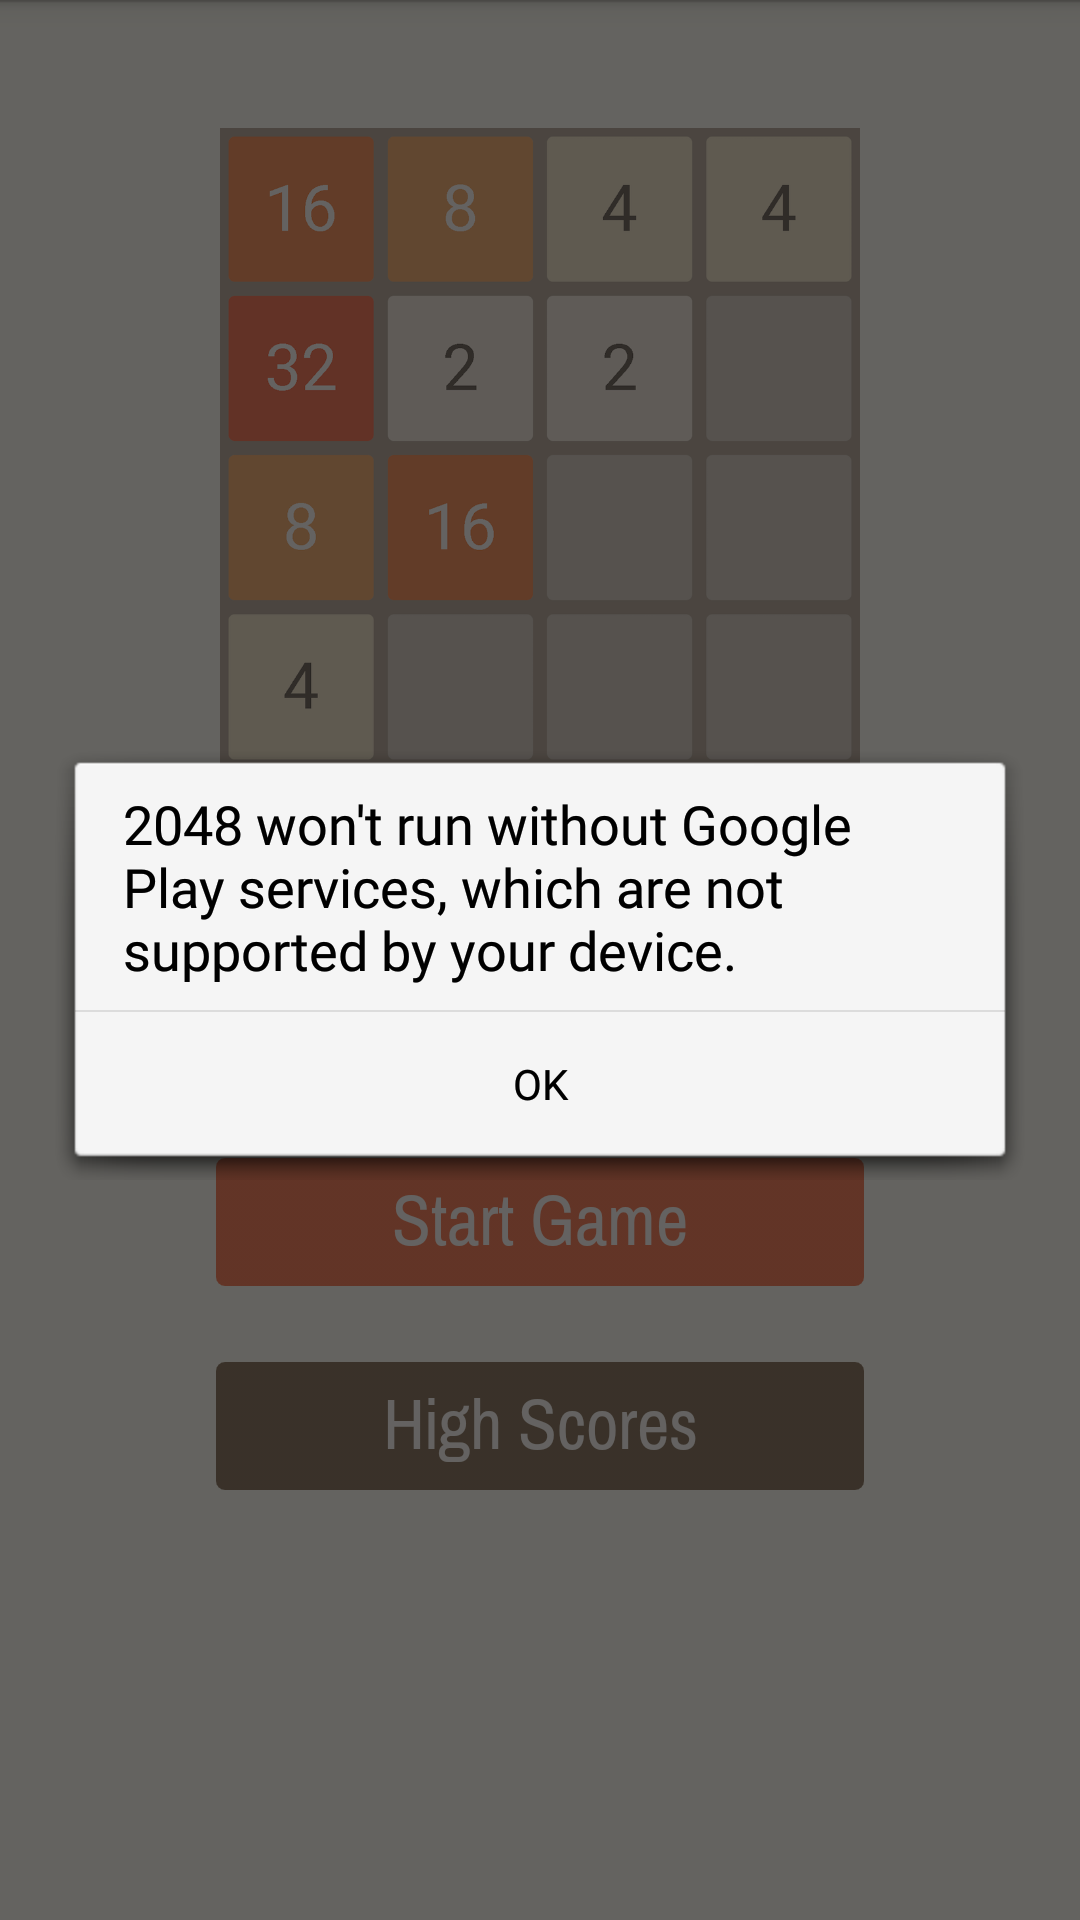 16 8 4 4
32 2 2
8 16
4
2048 won't run without Google
Play services, which are not
supported by your device.
OK
Start Game
High Scores